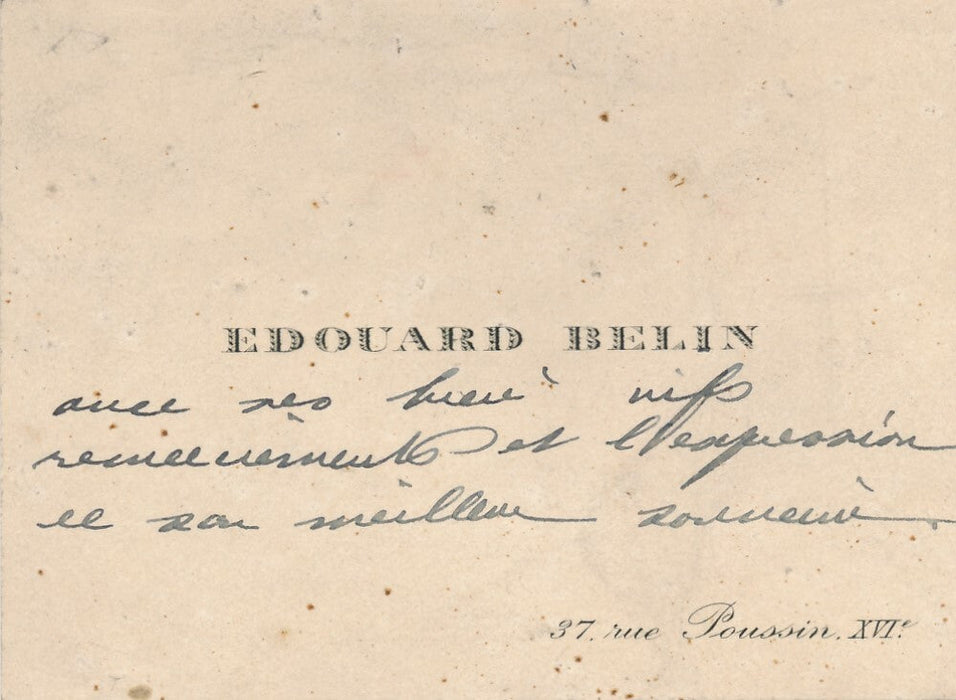 EDOUARD BELIN
avec ses bien vifs
remerciements et l'expression
de son meilleur souvenir.
37, rue Poussin. XVIe